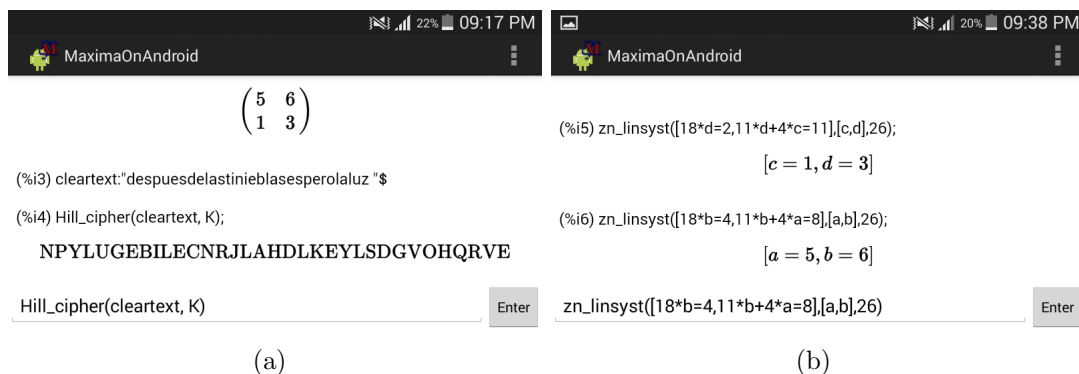 22% 09:17 PM
MaximaOnAndroid
( 5 6
1 3 )
(%i3) cleartext:"despuesdelastinieblasesperolaluz "$
(%i4) Hill_cipher(cleartext, K);
NPYLUGEBILECNRJLAHDLKEYLSDGVOHQRVE
Hill_cipher(cleartext, K)
Enter
(a)
20% 09:38 PM
MaximaOnAndroid
(%i5) zn_linsyst([18*d=2,11*d+4*c=11],[c,d],26);
[c = 1, d = 3]
(%i6) zn_linsyst([18*b=4,11*b+4*a=8],[a,b],26);
[a = 5, b = 6]
zn_linsyst([18*b=4,11*b+4*a=8],[a,b],26)
Enter
(b)